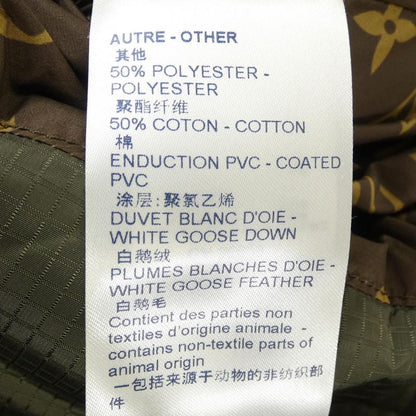 AUTRE - OTHER
其他
50% POLYESTER -
POLYESTER
聚酯纤维
50% COTON - COTTON
棉
ENDUCTION PVC - COATED
PVC
涂层:聚氯乙烯
DUVET BLANC D'OIE -
WHITE GOOSE DOWN
白鹅绒
PLUMES BLANCHES D'OIE -
WHITE GOOSE FEATHER
白鹅毛
Contient des parties non
textiles d'origine animale -
contains non-textile parts of
animal origin
一包括来源于动物的非纺织部
件